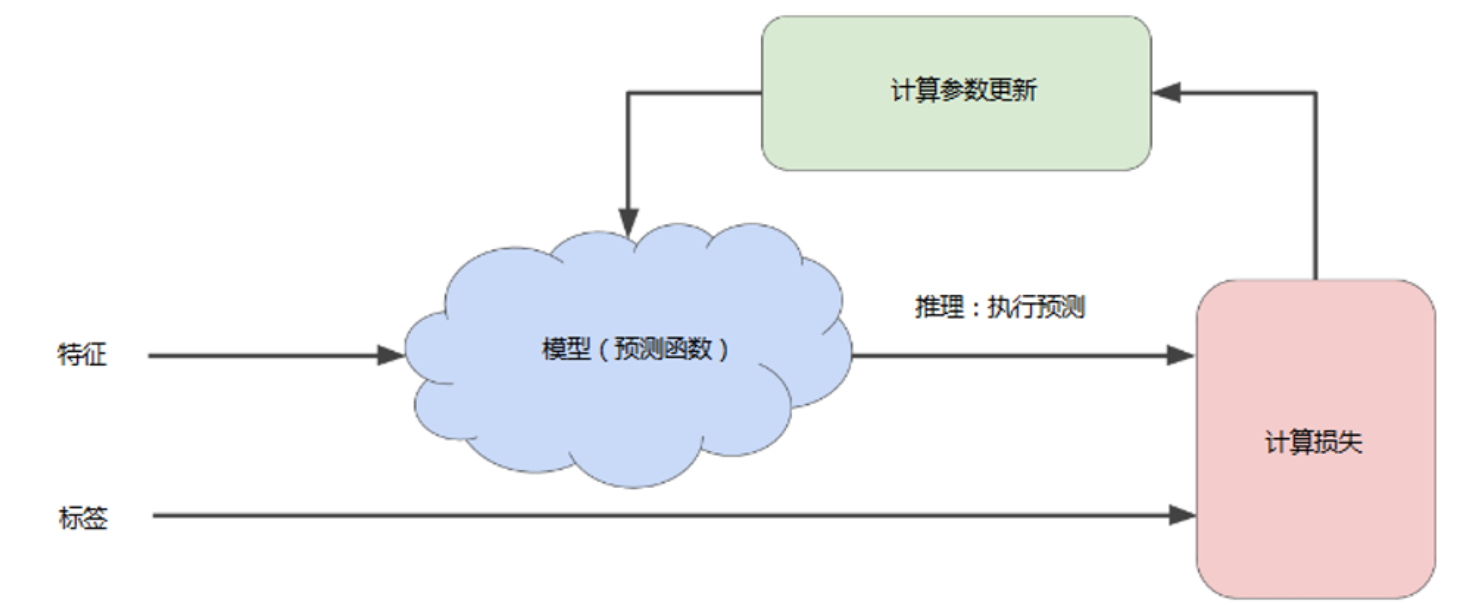 计算参数更新
推理：执行预测
特征
模型（预测函数）
计算损失
标签